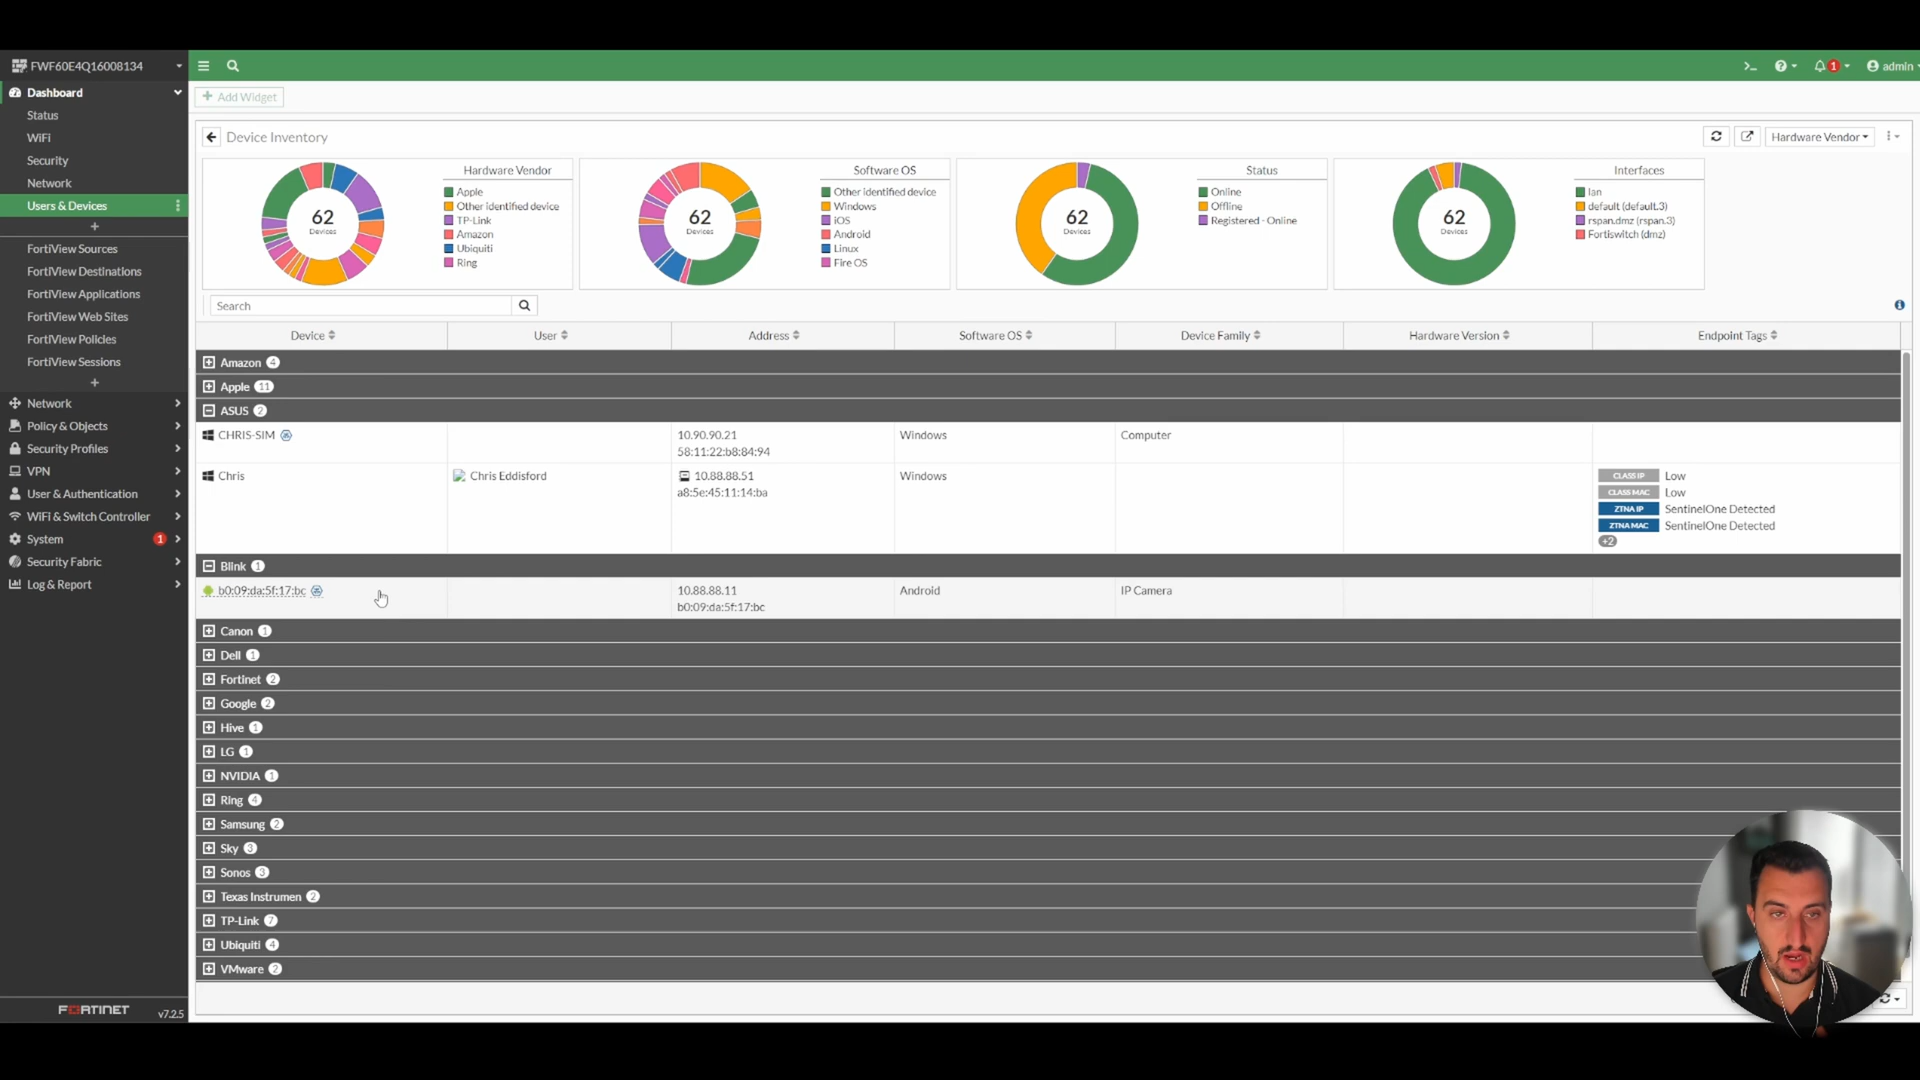 FWF60E4Q16008134
>_
1
admin
Dashboard
Status
WiFi
Security
Network
Users & Devices
+
FortiView Sources
FortiView Destinations
FortiView Applications
FortiView Web Sites
FortiView Policies
FortiView Sessions
+
Network
Policy & Objects
Security Profiles
VPN
User & Authentication
WiFi & Switch Controller
System 1
Security Fabric
Log & Report
FORTINET v7.2.5
+ Add Widget
Device Inventory
Hardware Vendor
62
Devices
Hardware Vendor
Apple
Other identified device
TP-Link
Amazon
Ubiquiti
Ring
62
Devices
Software OS
Other identified device
Windows
iOS
Android
Linux
Fire OS
62
Devices
Status
Online
Offline
Registered - Online
62
Devices
Interfaces
lan
default (default.3)
rspan.dmz (rspan.3)
Fortiswitch (dmz)
Search
Device User Address Software OS Device Family Hardware Version Endpoint Tags
Amazon 4
Apple 11
ASUS 2
CHRIS-SIM 10.90.90.21 Windows Computer
58:11:22:b8:84:94
Chris Chris Eddisford 10.88.88.51 Windows CLASS IP Low
a8:5e:45:11:14:ba CLASS MAC Low
ZTNA IP SentinelOne Detected
ZTNA MAC SentinelOne Detected
+2
Blink 1
b0:09:da:5f:17:bc 10.88.88.11 Android IP Camera
b0:09:da:5f:17:bc
Canon 1
Dell 1
Fortinet 2
Google 2
Hive 1
LG 1
NVIDIA 1
Ring 4
Samsung 2
Sky 3
Sonos 3
Texas Instrumen 2
TP-Link 7
Ubiquiti 4
VMware 2